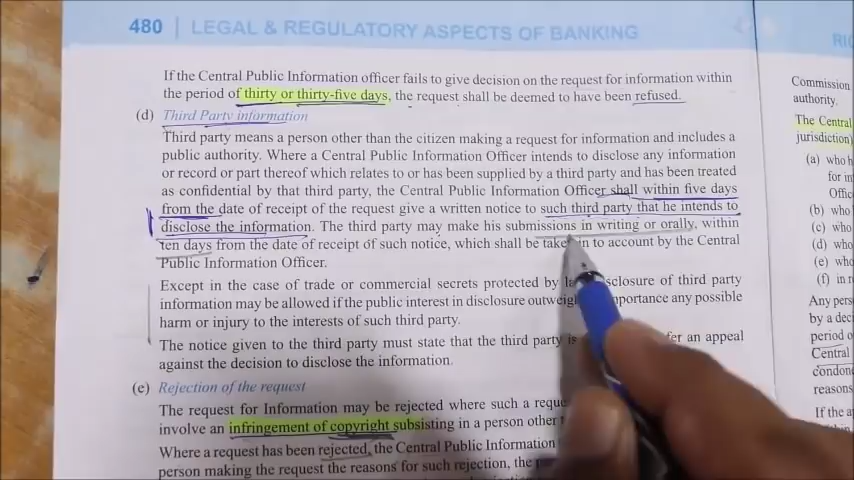 480 | LEGAL & REGULATORY ASPECTS OF BANKING
If the Central Public Information officer fails to give decision on the request for information within
the period of thirty or thirty-five days, the request shall be deemed to have been refused.
(d) Third Party information
Third party means a person other than the citizen making a request for information and includes a
public authority. Where a Central Public Information Officer intends to disclose any information
or record or part thereof which relates to or has been supplied by a third party and has been treated
as confidential by that third party, the Central Public Information Officer shall within five days
from the date of receipt of the request give a written notice to such third party that he intends to
disclose the information. The third party may make his submissions in writing or orally, within
ten days from the date of receipt of such notice, which shall be taken in to account by the Central
Public Information Officer.
Except in the case of trade or commercial secrets protected by disclosure of third party
information may be allowed if the public interest in disclosure importance any possible
harm or injury to the interests of such third party.
The notice given to the third party must state that the third party is an appeal
against the decision to disclose the information.
(e) Rejection of the request
The request for Information may be rejected where such a
involve an infringement of copyright subsisting in a person other
Where a request has been rejected, the Central Public Information
person making the request the reasons for such rejection, the
Commission
authority.
The Central
jurisdiction)
(a) who h
for in
Offic
(b) who
(c) who
(d) who
(e) who
(f) in r
Any pers
by a dec
period o
Central
condon
reasons
If the a